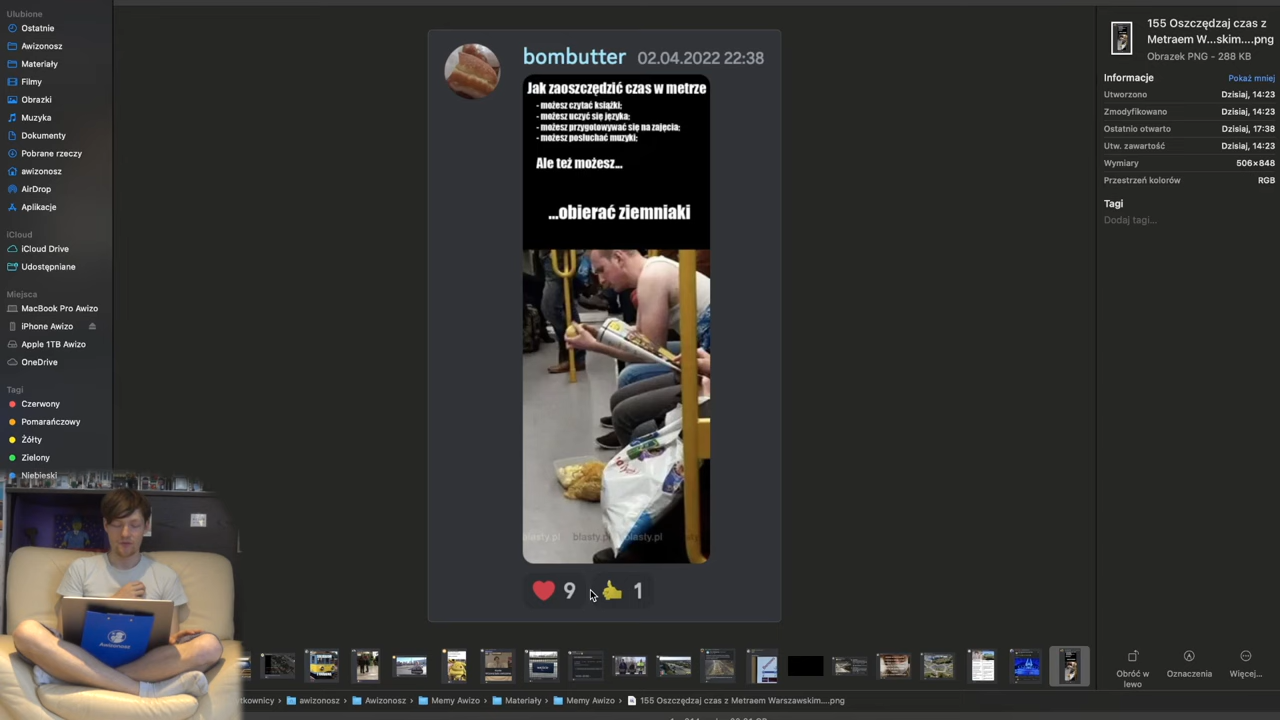 Ulubione
Ostatnie
Awizonosz
Materiały
Filmy
Obrazki
Muzyka
Dokumenty
Pobrane rzeczy
awizonosz
AirDrop
Aplikacje
iCloud
iCloud Drive
Udostępniane
Miejsca
MacBook Pro Awizo
iPhone Awizo
Apple 1TB Awizo
OneDrive
Tagi
Czerwony
Pomarańczowy
Żółty
Zielony
Niebieski
bombutter 02.04.2022 22:38
Jak zaoszczędzić czas w metrze
- możesz czytać książki;
- możesz uczyć się języka;
- możesz przygotowywać się na zajęcia;
- możesz posłuchać muzyki;
Ale też możesz...
...obierać ziemniaki
blasty.pl blasty.pl
9 1
155 Oszczędzaj czas z
Metraem W...skim....png
Obrazek PNG - 288 KB
Informacje Pokaż mniej
Utworzono Dzisiaj, 14:23
Zmodyfikowano Dzisiaj, 14:23
Ostatnio otwarto Dzisiaj, 17:38
Utw. zawartość Dzisiaj, 14:23
Wymiary 506×848
Przestrzeń kolorów RGB
Tagi
Dodaj tagi...
Obróć w lewo
Oznaczenia
Więcej...
Awizonosz
tkownicy › awizonosz › Awizonosz › Memy Awizo › Materiały › Memy Awizo › 155 Oszczędzaj czas z Metraem Warszawskim....png